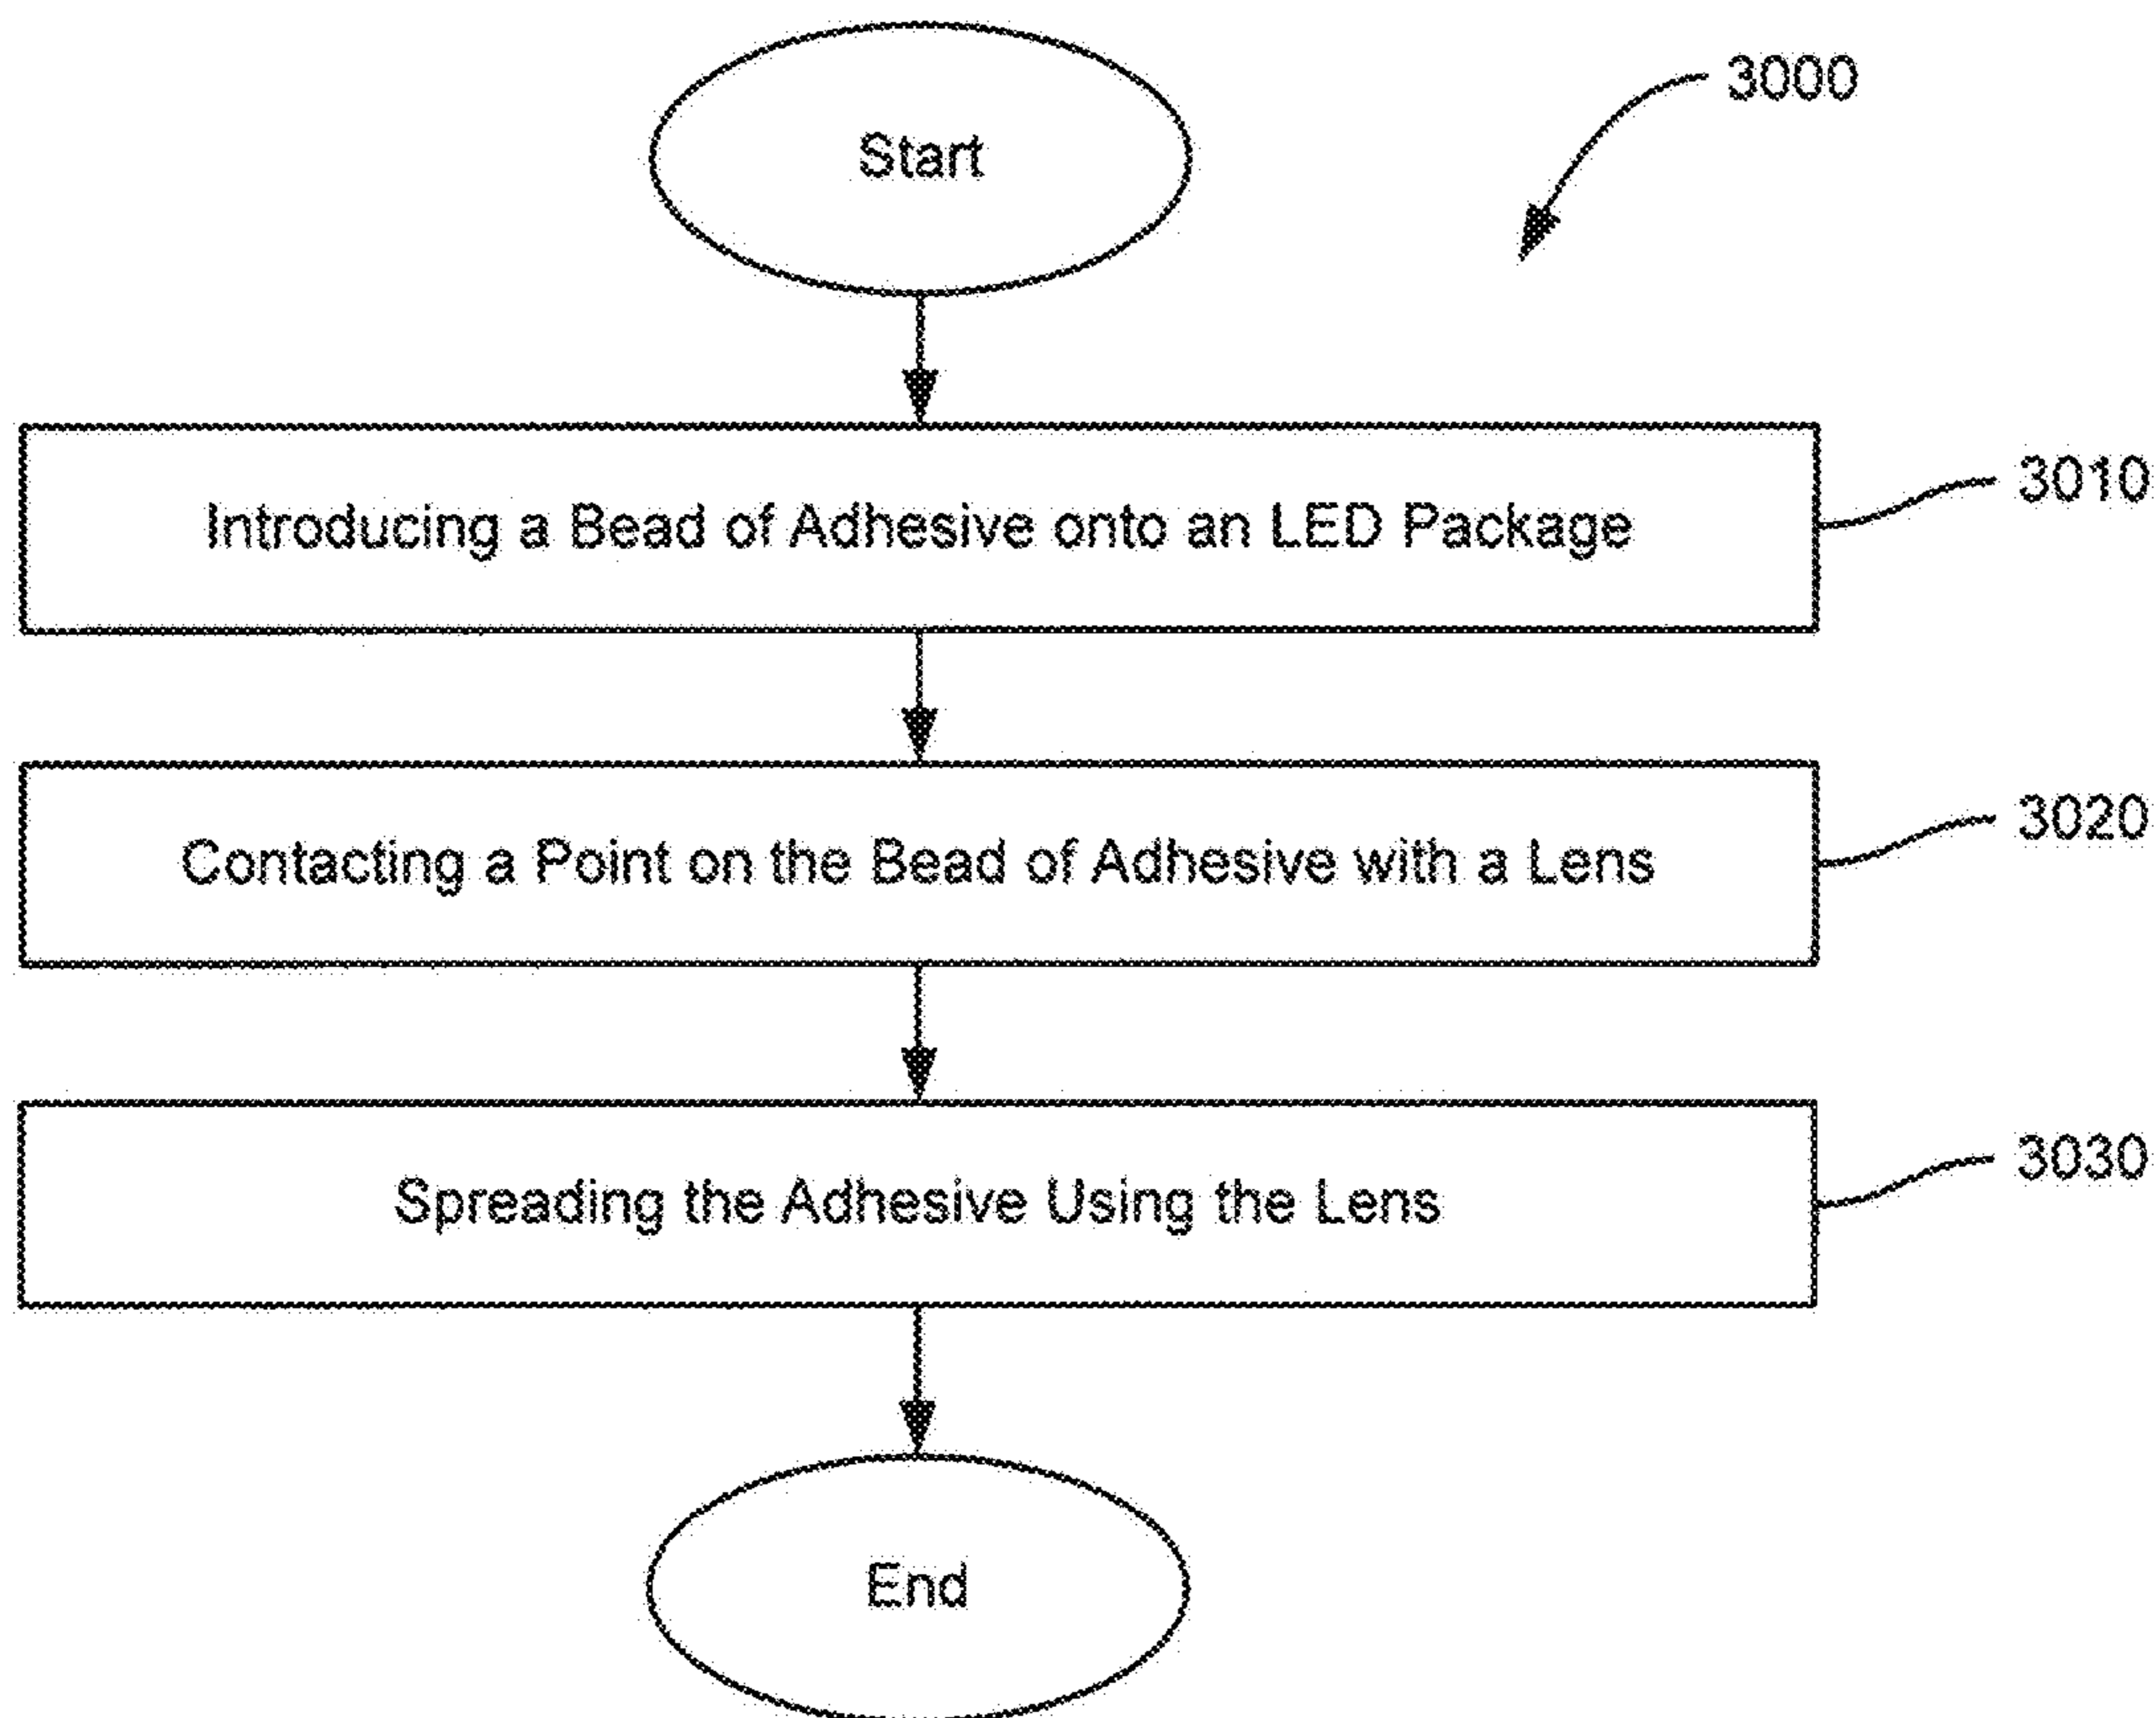 Start
3000
Introducing a Bead of Adhesive onto an LED Package
3010
Contacting a Point on the Bead of Adhesive with a Lens
3020
Spreading the Adhesive Using the Lens
3030
End